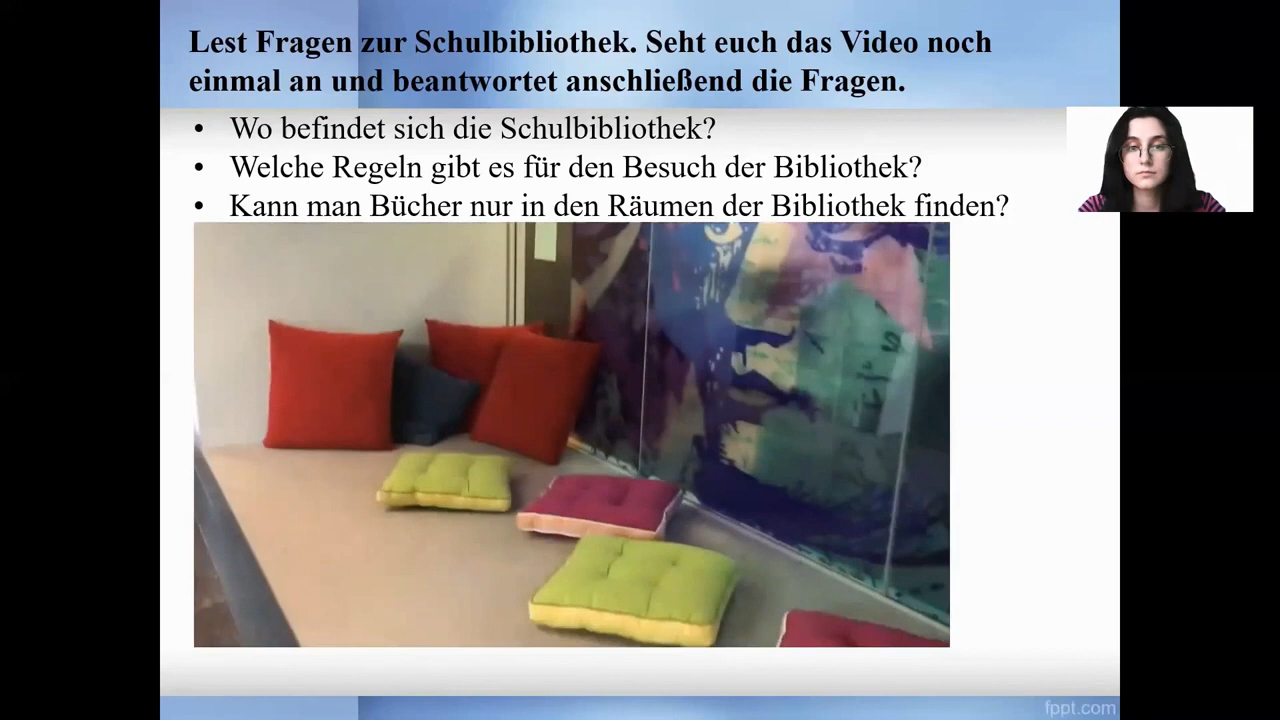 Lest Fragen zur Schulbibliothek. Seht euch das Video noch
einmal an und beantwortet anschließend die Fragen.
• Wo befindet sich die Schulbibliothek?
• Welche Regeln gibt es für den Besuch der Bibliothek?
• Kann man Bücher nur in den Räumen der Bibliothek finden?
fppt.com